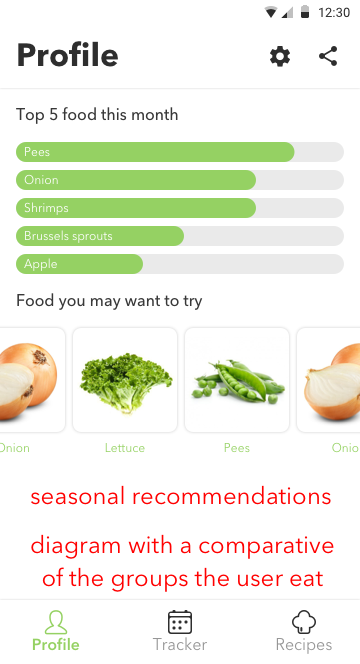 12:30
Profile
Top 5 food this month
Pees
Onion
Shrimps
Brussels sprouts
Apple
Food you may want to try
Onion
Lettuce
Pees
Onio
seasonal recommendations
diagram with a comparative
of the groups the user eat
Profile
Tracker
Recipes